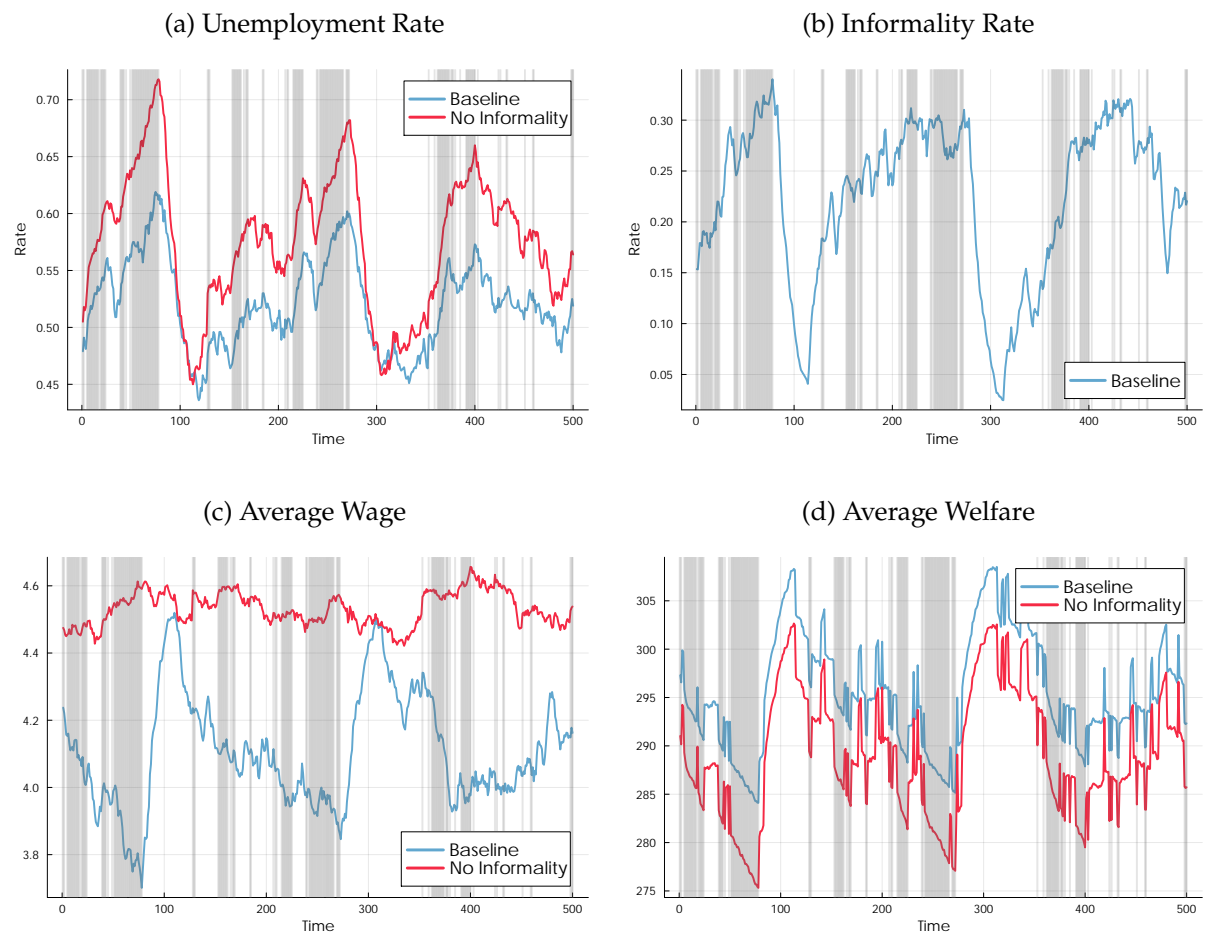 (a) Unemployment Rate
Rate
0.70
0.65
0.60
0.55
0.50
0.45
Baseline
No Informality
0 100 200 300 400 500
Time
(b) Informality Rate
Rate
0.30
0.25
0.20
0.15
0.10
0.05
Baseline
0 100 200 300 400 500
Time
(c) Average Wage
4.6
4.4
4.2
4.0
3.8
Baseline
No Informality
0 100 200 300 400 500
Time
(d) Average Welfare
305
300
295
290
285
280
275
Baseline
No Informality
0 100 200 300 400 500
Time